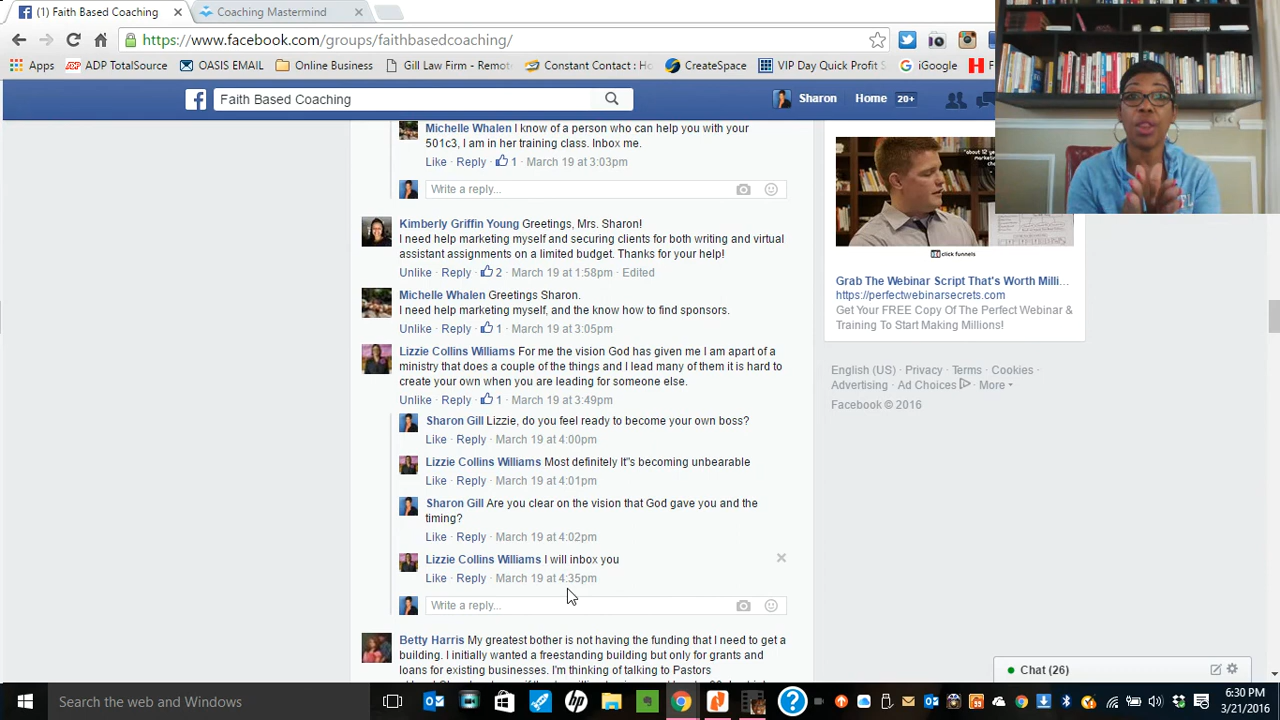 (1) Faith Based Coaching
Coaching Mastermind
https://www.facebook.com/groups/faithbasedcoaching/
Apps
ADP TotalSource
OASIS EMAIL
Online Business
Gill Law Firm - Remote
Constant Contact : Lo
CreateSpace
VIP Day Quick Profit S
iGoogle
H
Faith Based Coaching
Sharon
Home 20+
Michelle Whalen I know of a person who can help you with your
501c3, I am in her training class. Inbox me.
Like · Reply · 1 · March 19 at 3:03pm
Write a reply...
Kimberly Griffin Young Greetings, Mrs. Sharon!
I need help marketing myself and securing clients for both writing and virtual
assistant assignments on a limited budget. Thanks for your help!
Unlike · Reply · 2 · March 19 at 1:58pm · Edited
Michelle Whalen Greetings Sharon.
I need help marketing myself, and the know how to find sponsors.
Unlike · Reply · 1 · March 19 at 3:05pm
Lizzie Collins Williams For me the vision God has given me I am apart of a
ministry that does a couple of the things and I lead many of them it is hard to
create your own when you are leading for someone else.
Unlike · Reply · 1 · March 19 at 3:49pm
Sharon Gill Lizzie, do you feel ready to become your own boss?
Like · Reply · March 19 at 4:00pm
Lizzie Collins Williams Most definitely It"s becoming unbearable
Like · Reply · March 19 at 4:01pm
Sharon Gill Are you clear on the vision that God gave you and the
timing?
Like · Reply · March 19 at 4:02pm
Lizzie Collins Williams I will inbox you
Like · Reply · March 19 at 4:35pm
Write a reply...
Betty Harris My greatest bother is not having the funding that I need to get a
building. I initially wanted a freestanding building but only for grants and
loans for existing businesses. I'm thinking of talking to Pastors
"about 12 ye
click funnels
Grab The Webinar Script That's Worth Milli...
https://perfectwebinarsecrets.com
Get Your FREE Copy Of The Perfect Webinar &
Training To Start Making Millions!
English (US) · Privacy · Terms · Cookies ·
Advertising · Ad Choices · More
Facebook © 2016
Chat (26)
Search the web and Windows
6:30 PM
3/21/2016